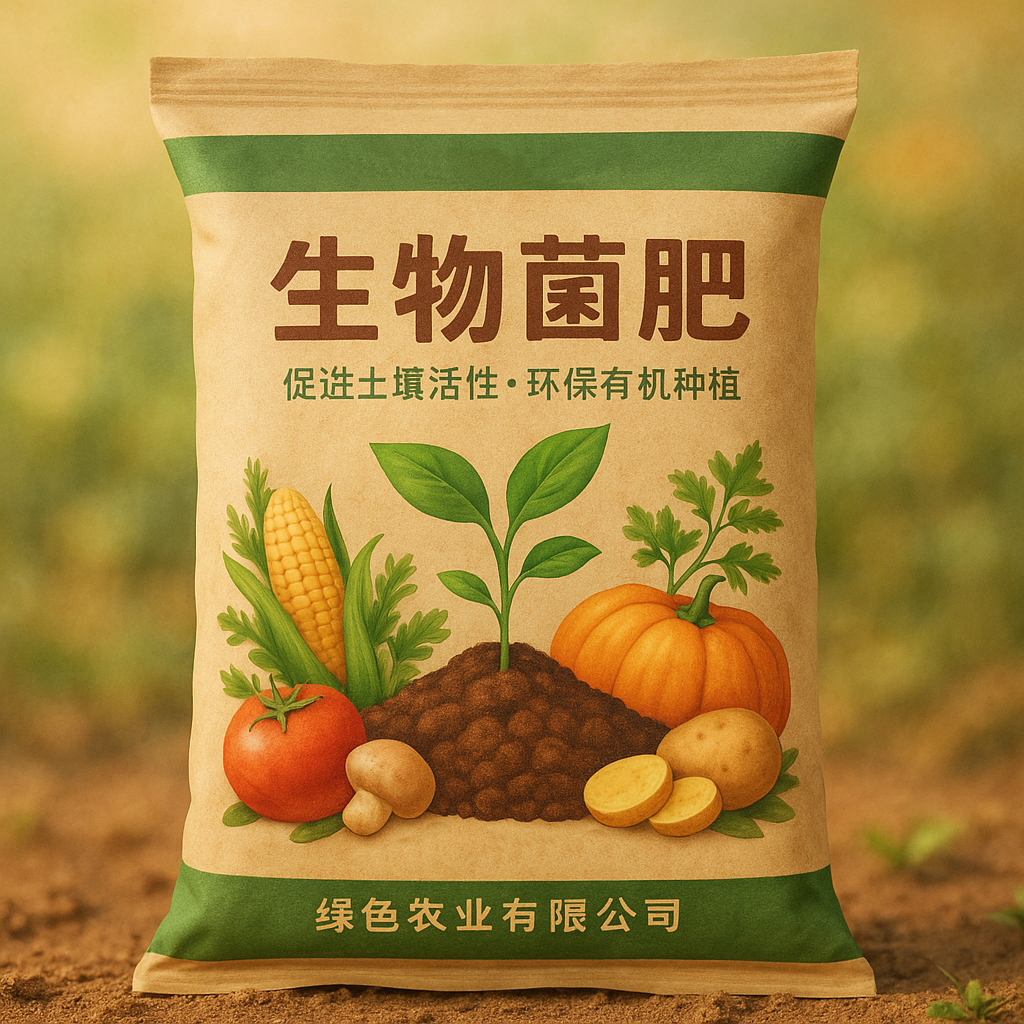 生物菌肥
促进土填活性·环保有机种植
绿色农业有限公司